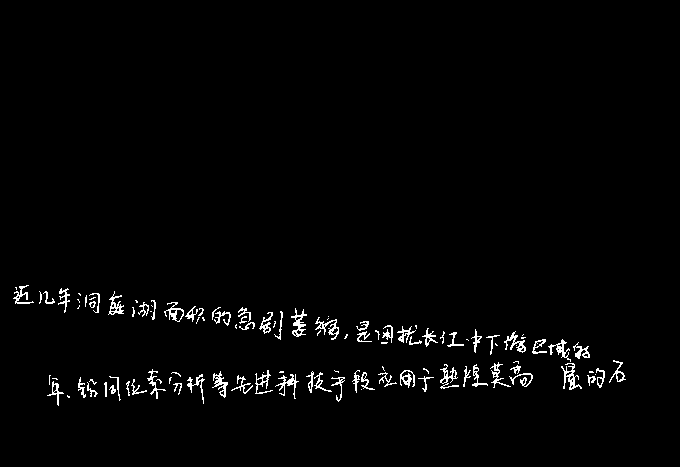 近几年洞庭湖面积的急剧萎缩,是困扰长江中下游区域的
年、铅同位素分析等先进科技手段应用于敦煌莫高 窟的石